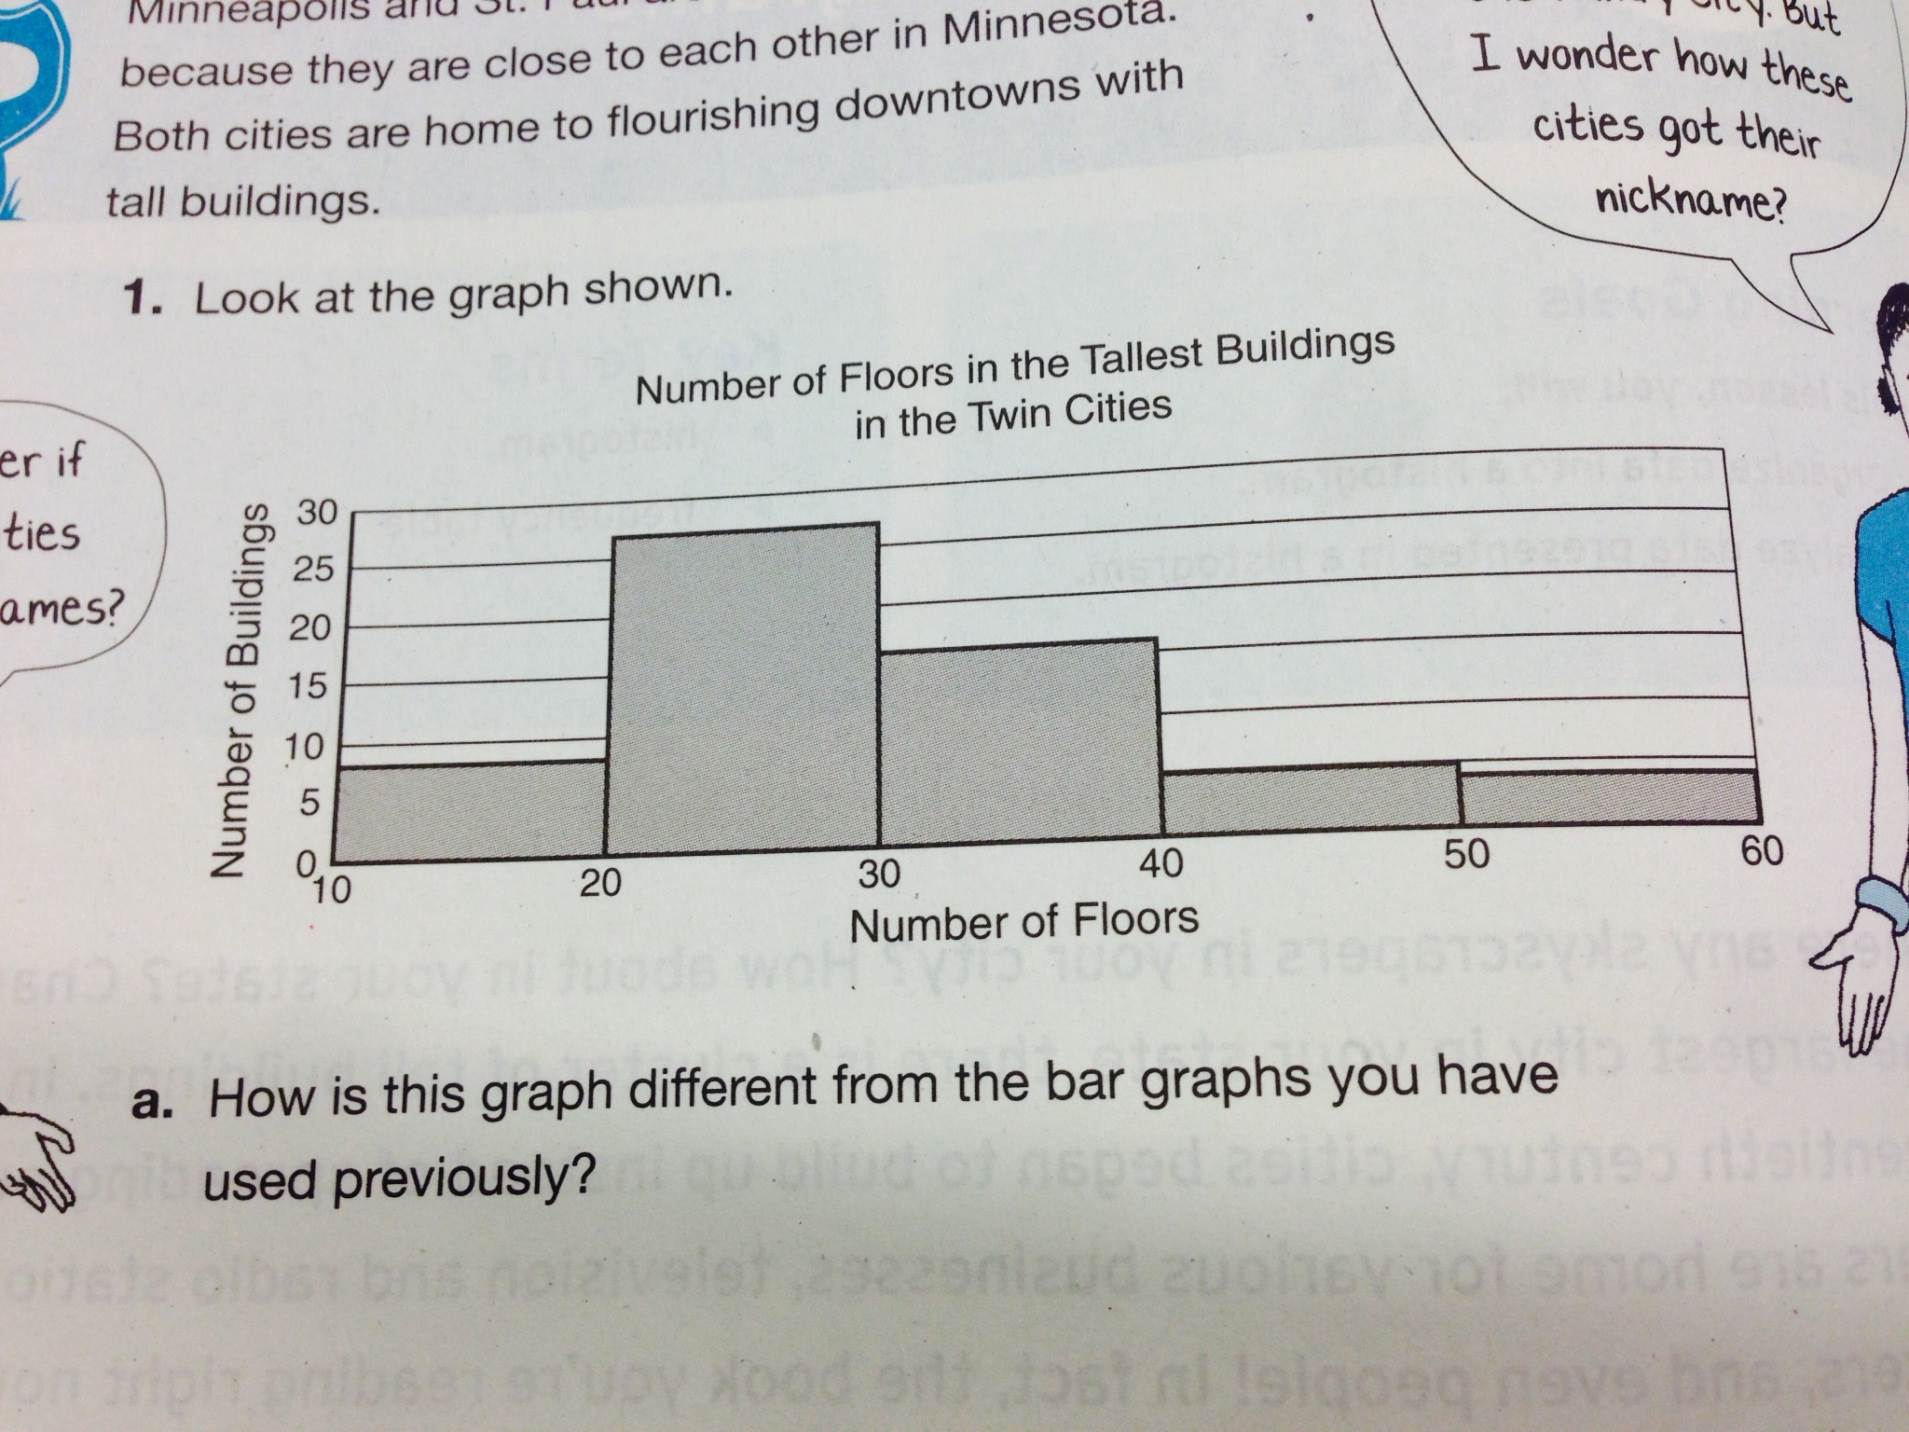 Minneapolis and St.
because they are close to each other in Minnesota.
Both cities are home to flourishing downtowns with
tall buildings.
But
I wonder how these
cities got their
nickname?
1. Look at the graph shown.
Number of Floors in the Tallest Buildings
in the Twin Cities
er if
ties
ames?
Number of Buildings
30
25
20
15
10
5
0
10 20 30 40 50 60
Number of Floors
a. How is this graph different from the bar graphs you have
used previously?